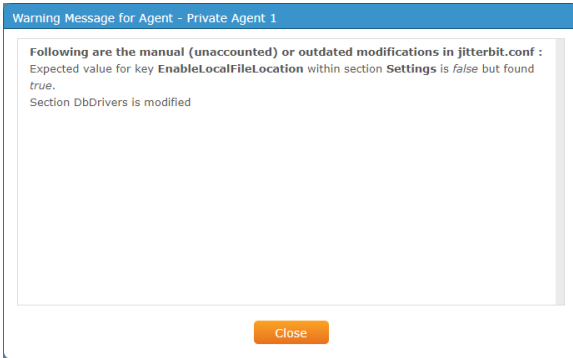 Warning Message for Agent - Private Agent 1
Following are the manual (unaccounted) or outdated modifications in jitterbit.conf :
Expected value for key EnableLocalFileLocation within section Settings is false but found
true.
Section DbDrivers is modified
Close